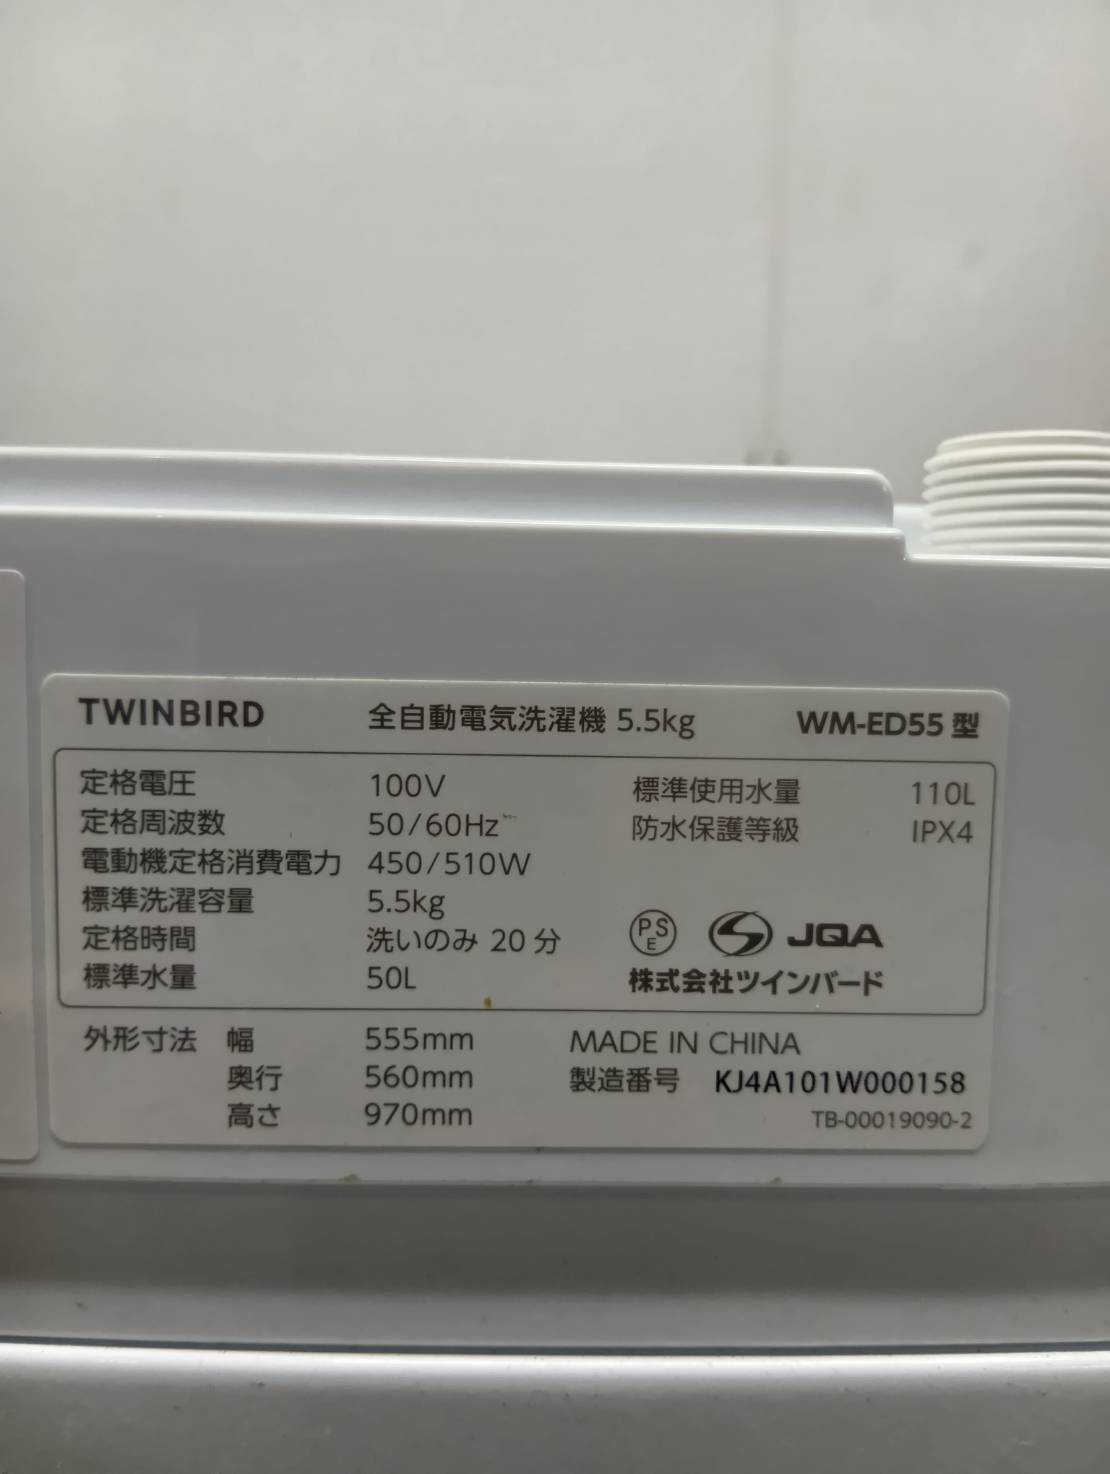 TWINBIRD 全自動電気洗濯機 5.5kg WM-ED55 型
定格電圧 100V 標準使用水量 110L
定格周波数 50/60Hz 防水保護等級 IPX4
電動機定格消費電力 450/510W
標準洗濯容量 5.5kg
定格時間 洗いのみ 20分 PSE JQA
標準水量 50L 株式会社ツインバード
外形寸法 幅 555mm MADE IN CHINA
奥行 560mm 製造番号 KJ4A101W000158
高さ 970mm TB-00019090-2